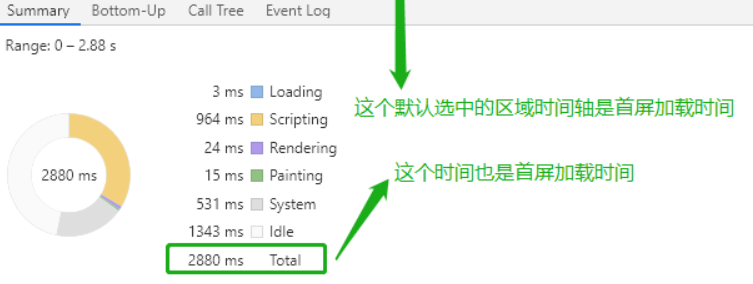 Summary Bottom-Up Call Tree Event Log
Range: 0 – 2.88 s
3 ms Loading
964 ms Scripting
24 ms Rendering
15 ms Painting
531 ms System
1343 ms Idle
2880 ms Total
2880 ms
这个默认选中的区域时间轴是首屏加载时间
这个时间也是首屏加载时间